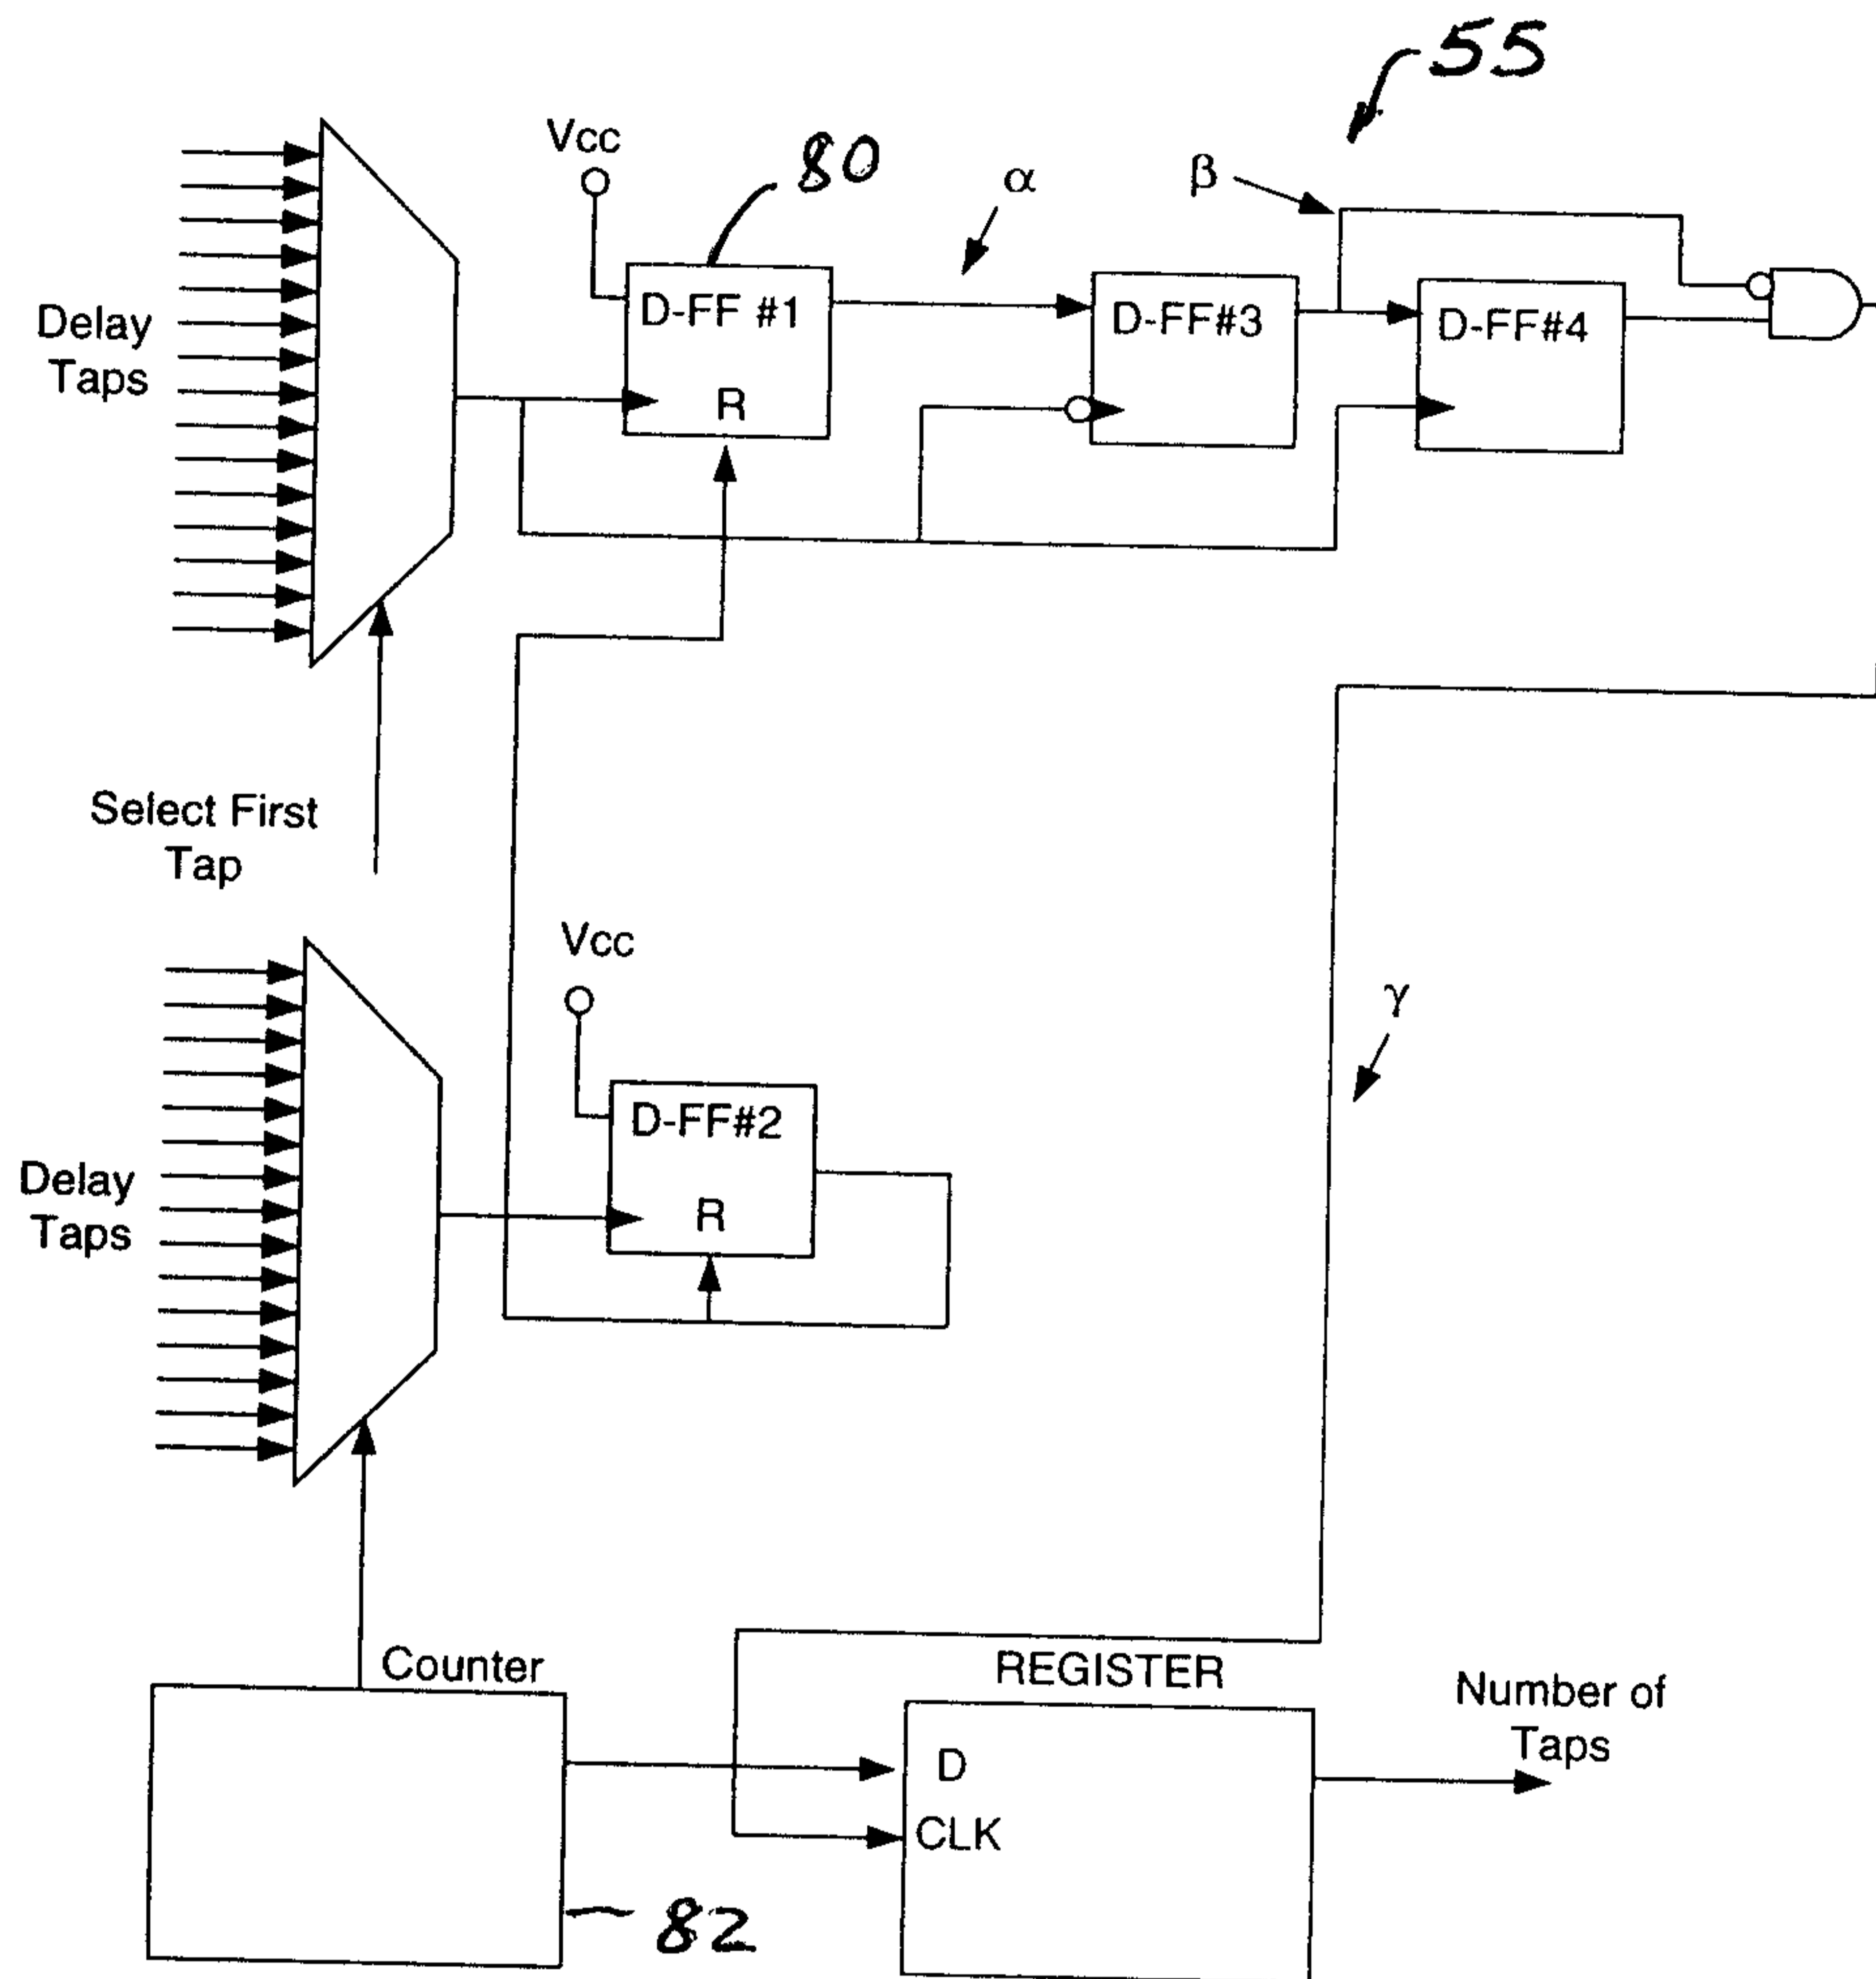 55
Vcc
80
α
β
D-FF #1
R
D-FF#3
D-FF#4
Delay
Taps
Select First
Tap
Vcc
γ
D-FF#2
R
Delay
Taps
Counter
REGISTER
Number of
Taps
D
CLK
82